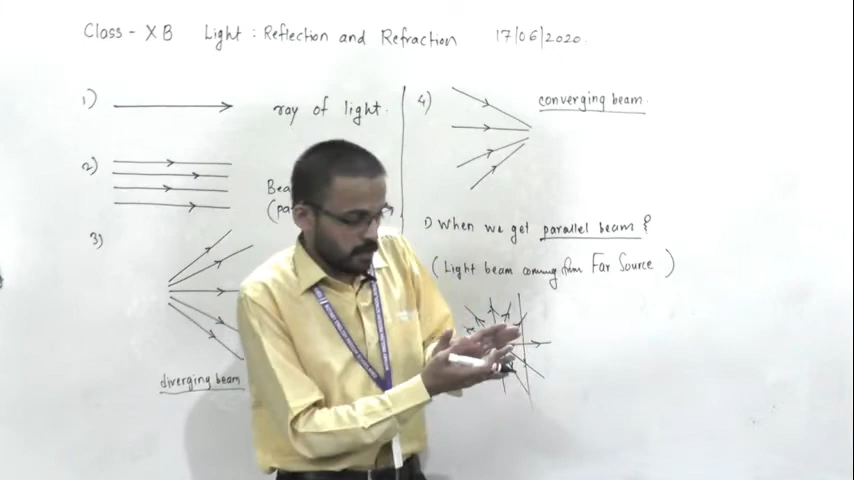 Class - X B Light : Reflection and Refraction 17/06/2020.
1) ray of light.
2) Bea
(pa
3)
diverging beam
4) converging beam.
1) When we get parallel beam ?
( Light beam coming from Far Source )